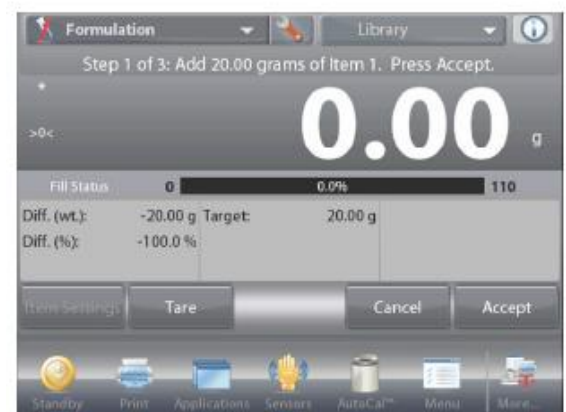 Formulation Library
Step 1 of 3: Add 20.00 grams of Item 1. Press Accept.
*
>0<
0.00 g
Fill Status 0 0.0% 110
Diff. (wt.): -20.00 g Target: 20.00 g
Diff. (%): -100.0 %
Item Settings Tare Cancel Accept
Standby Print Applications Sensors AutoCal™ Menu More...